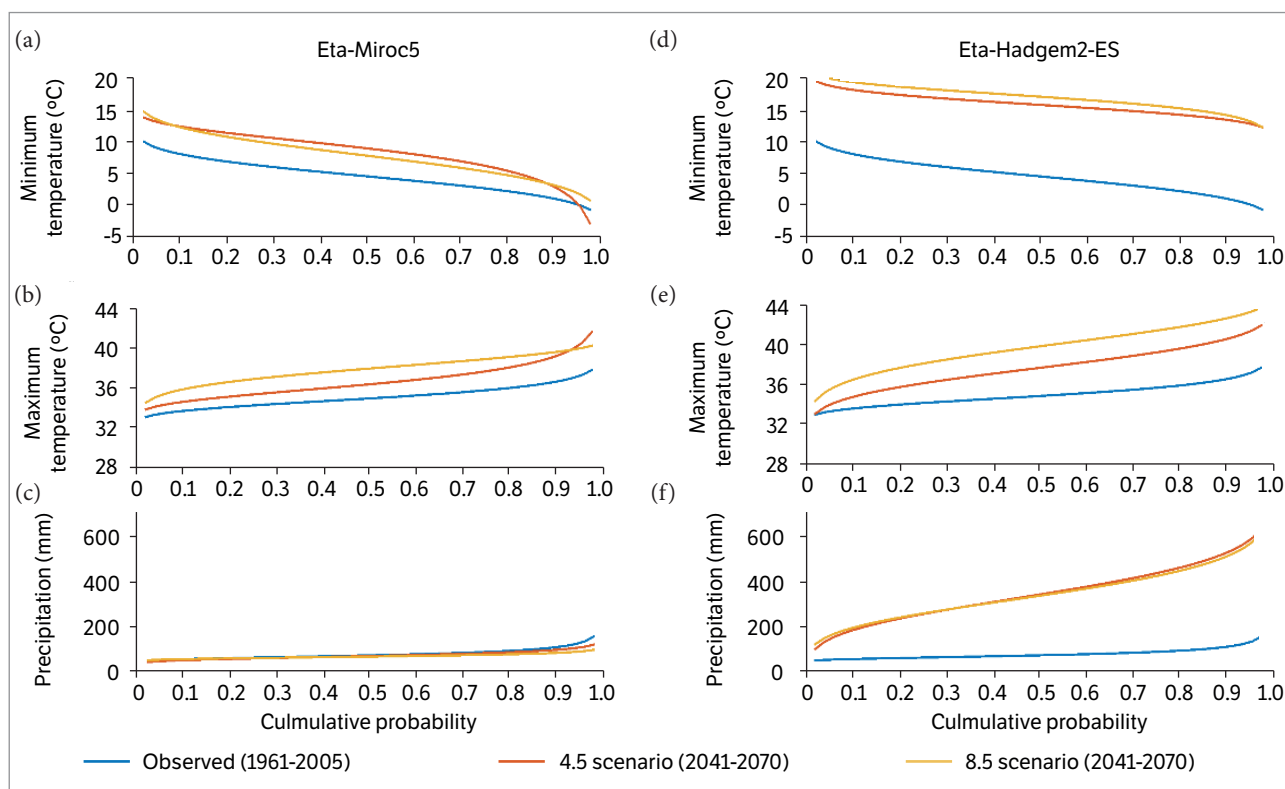 (a)
Eta-Miroc5
Minimum
temperature (ºC)
20
15
10
5
0
-5
0 0.1 0.2 0.3 0.4 0.5 0.6 0.7 0.8 0.9 1.0
(b)
Maximum
temperature (ºC)
44
40
36
32
28
0 0.1 0.2 0.3 0.4 0.5 0.6 0.7 0.8 0.9 1.0
(c)
Precipitation (mm)
600
400
200
0
0 0.1 0.2 0.3 0.4 0.5 0.6 0.7 0.8 0.9 1.0
Culmulative probability
(d)
Eta-Hadgem2-ES
Minimum
temperature (ºC)
20
15
10
5
0
-5
0 0.1 0.2 0.3 0.4 0.5 0.6 0.7 0.8 0.9 1.0
(e)
Maximum
temperature (ºC)
44
40
36
32
28
0 0.1 0.2 0.3 0.4 0.5 0.6 0.7 0.8 0.9 1.0
(f)
Precipitation (mm)
600
400
200
0
0 0.1 0.2 0.3 0.4 0.5 0.6 0.7 0.8 0.9 1.0
Culmulative probability
Observed (1961-2005) 4.5 scenario (2041-2070) 8.5 scenario (2041-2070)